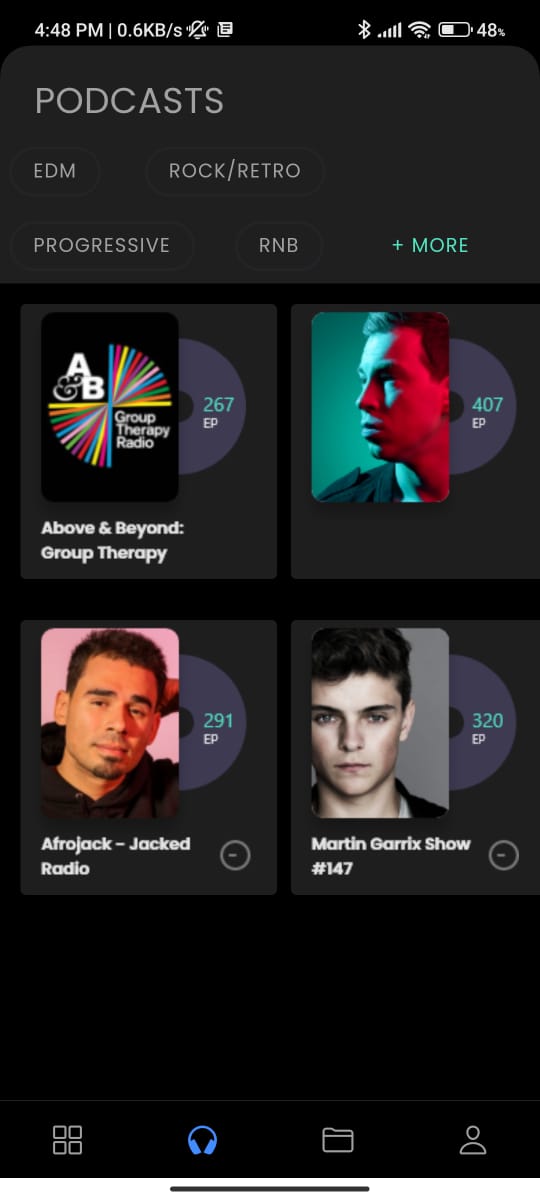 4:48 PM | 0.6KB/s
48%
PODCASTS
EDM
ROCK/RETRO
PROGRESSIVE
RNB
+ MORE
A
&B
Group
Therapy
Radio
267
EP
Above & Beyond:
Group Therapy
407
EP
291
EP
Afrojack - Jacked
Radio
320
EP
Martin Garrix Show
#147